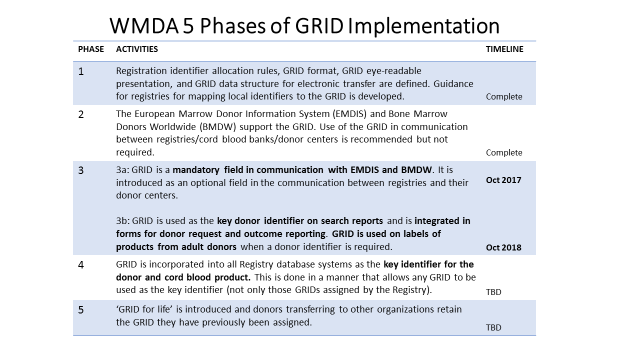 WMDA 5 Phases of GRID Implementation
PHASE ACTIVITIES TIMELINE
1 Registration identifier allocation rules, GRID format, GRID eye-readable
presentation, and GRID data structure for electronic transfer are defined. Guidance
for registries for mapping local identifiers to the GRID is developed. Complete
2 The European Marrow Donor Information System (EMDIS) and Bone Marrow
Donors Worldwide (BMDW) support the GRID. Use of the GRID in communication
between registries/cord blood banks/donor centers is recommended but not
required. Complete
3 3a: GRID is a mandatory field in communication with EMDIS and BMDW. It is
introduced as an optional field in the communication between registries and their Oct 2017
donor centers.
3b: GRID is used as the key donor identifier on search reports and is integrated in
forms for donor request and outcome reporting. GRID is used on labels of
products from adult donors when a donor identifier is required. Oct 2018
4 GRID is incorporated into all Registry database systems as the key identifier for the
donor and cord blood product. This is done in a manner that allows any GRID to be
used as the key identifier (not only those GRIDs assigned by the Registry). TBD
5 ‘GRID for life’ is introduced and donors transferring to other organizations retain
the GRID they have previously been assigned. TBD